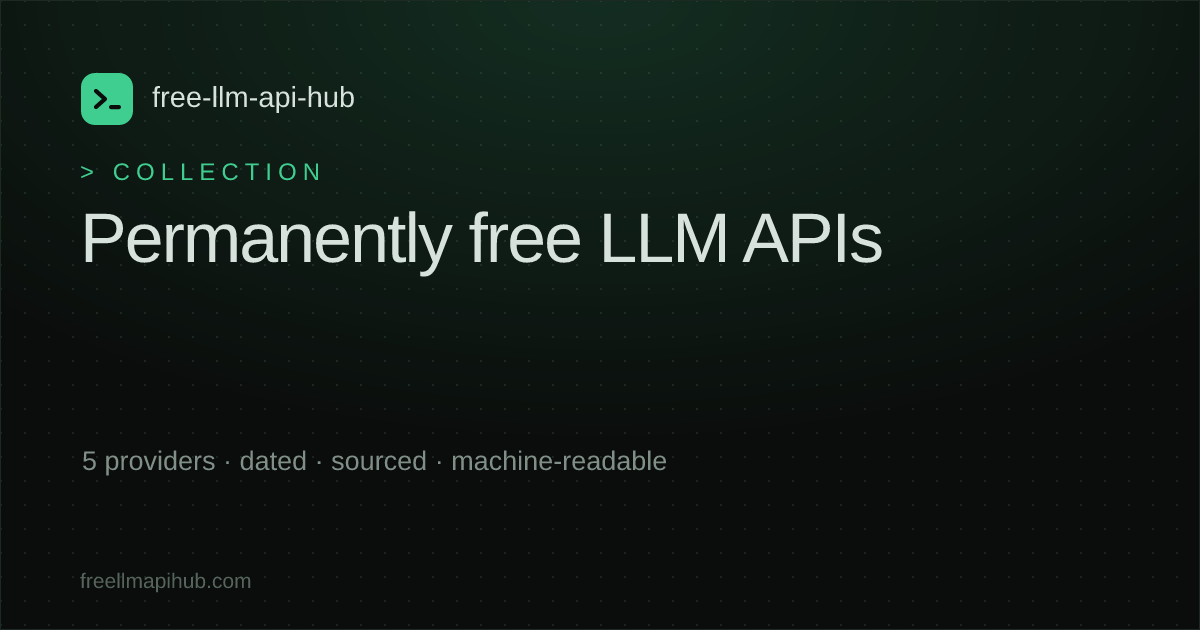 free-llm-api-hub
> COLLECTION
Permanently free LLM APIs
5 providers · dated · sourced · machine-readable
freellmapihub.com